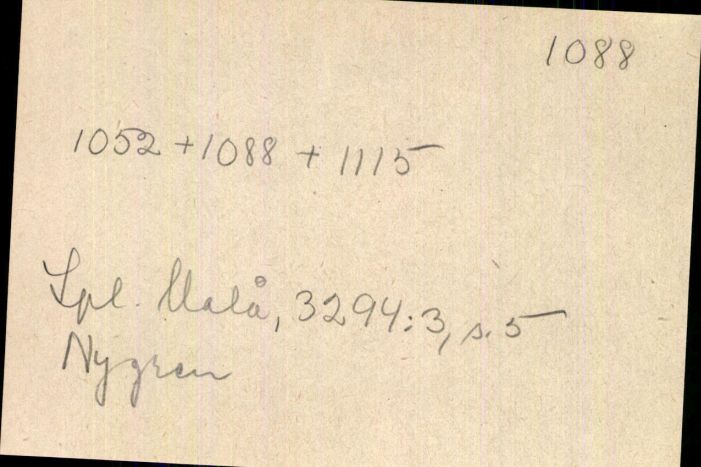 1088
1052 + 1088 + 1115
Lpl. Malå, 3294:3, s. 5
Nygren